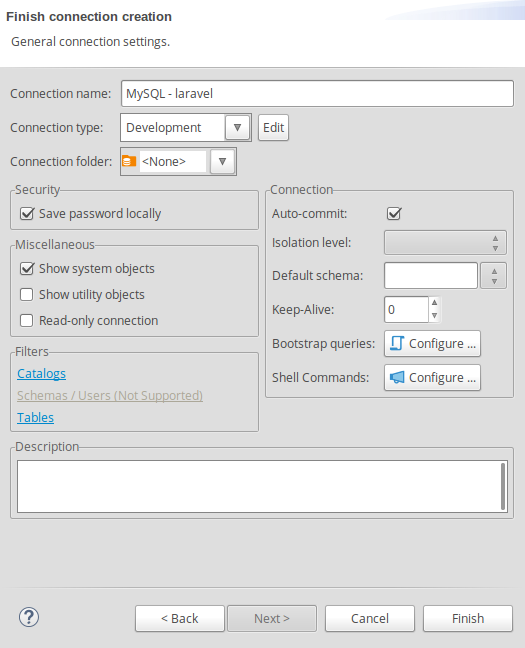 Finish connection creation
General connection settings.
Connection name: MySQL - laravel
Connection type: Development Edit
Connection folder: <None>
Security
Save password locally
Miscellaneous
Show system objects
Show utility objects
Read-only connection
Filters
Catalogs
Schemas / Users (Not Supported)
Tables
Connection
Auto-commit:
Isolation level:
Default schema:
Keep-Alive: 0
Bootstrap queries: Configure ...
Shell Commands: Configure ...
Description
? < Back Next > Cancel Finish